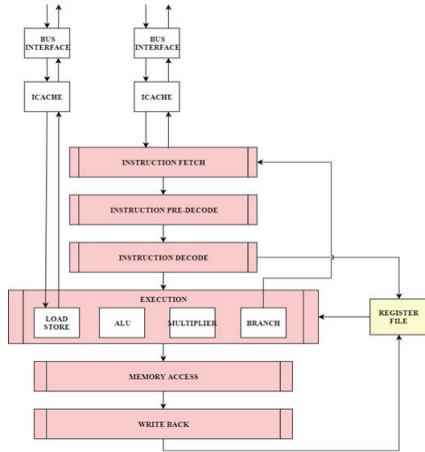 BUS
INTERFACE
BUS
INTERFACE
ICACHE
ICACHE
INSTRUCTION FETCH
INSTRUCTION PRE-DECODE
INSTRUCTION DECODE
EXECUTION
LOAD
STORE
ALU
MULTIPLIER
BRANCH
REGISTER
FILE
MEMORY ACCESS
WRITE BACK